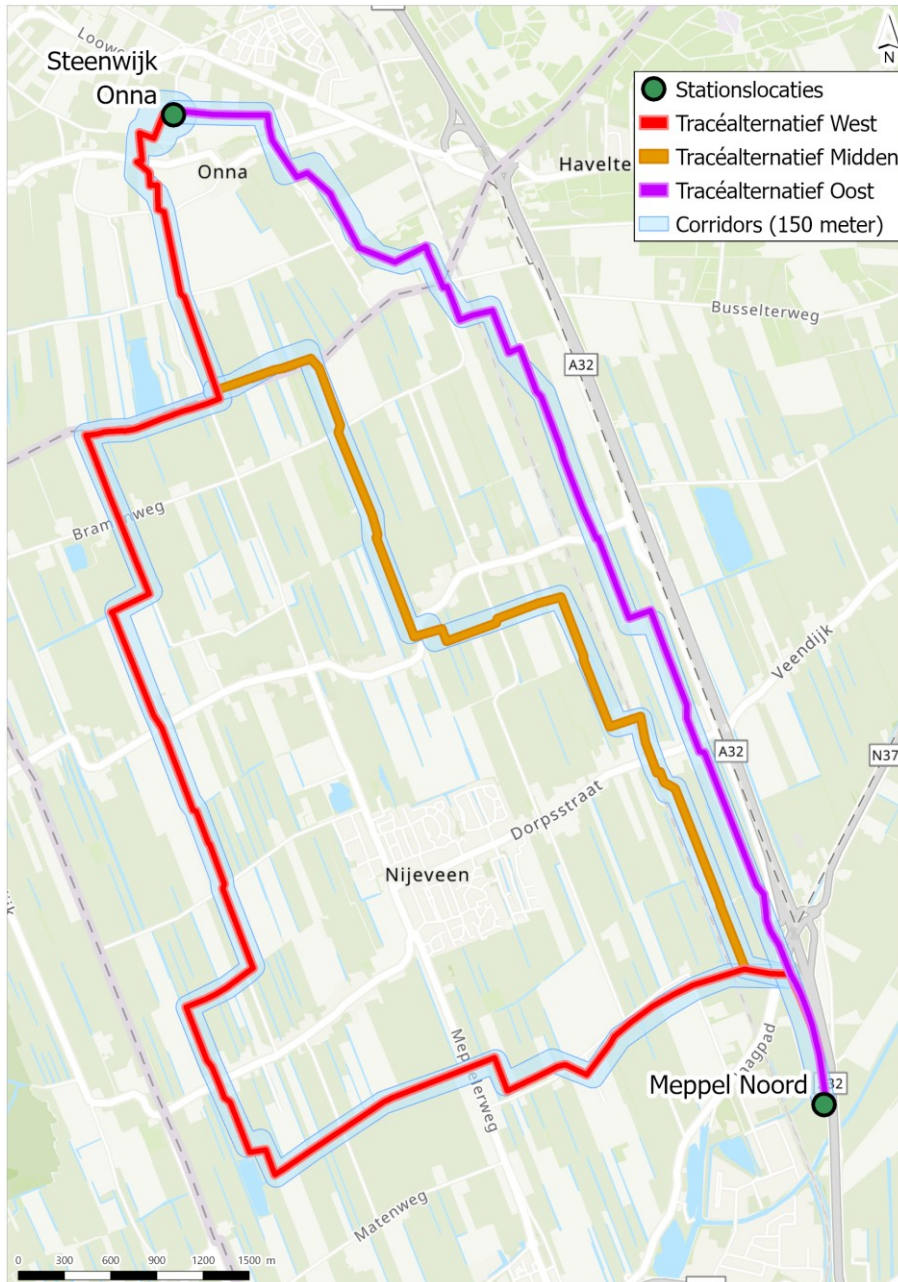 Loowe
Steenwijk
Onna
N
Stationslocaties
Tracéalternatief West
Tracéalternatief Midden
Tracéalternatief Oost
Corridors (150 meter)
Onna
Havelte
Busselterweg
A32
Veendijk
A32
N37
Dorpsstraat
Nijeveen
Meppel Noord
Matenweg
0 300 600 900 1200 1500 m